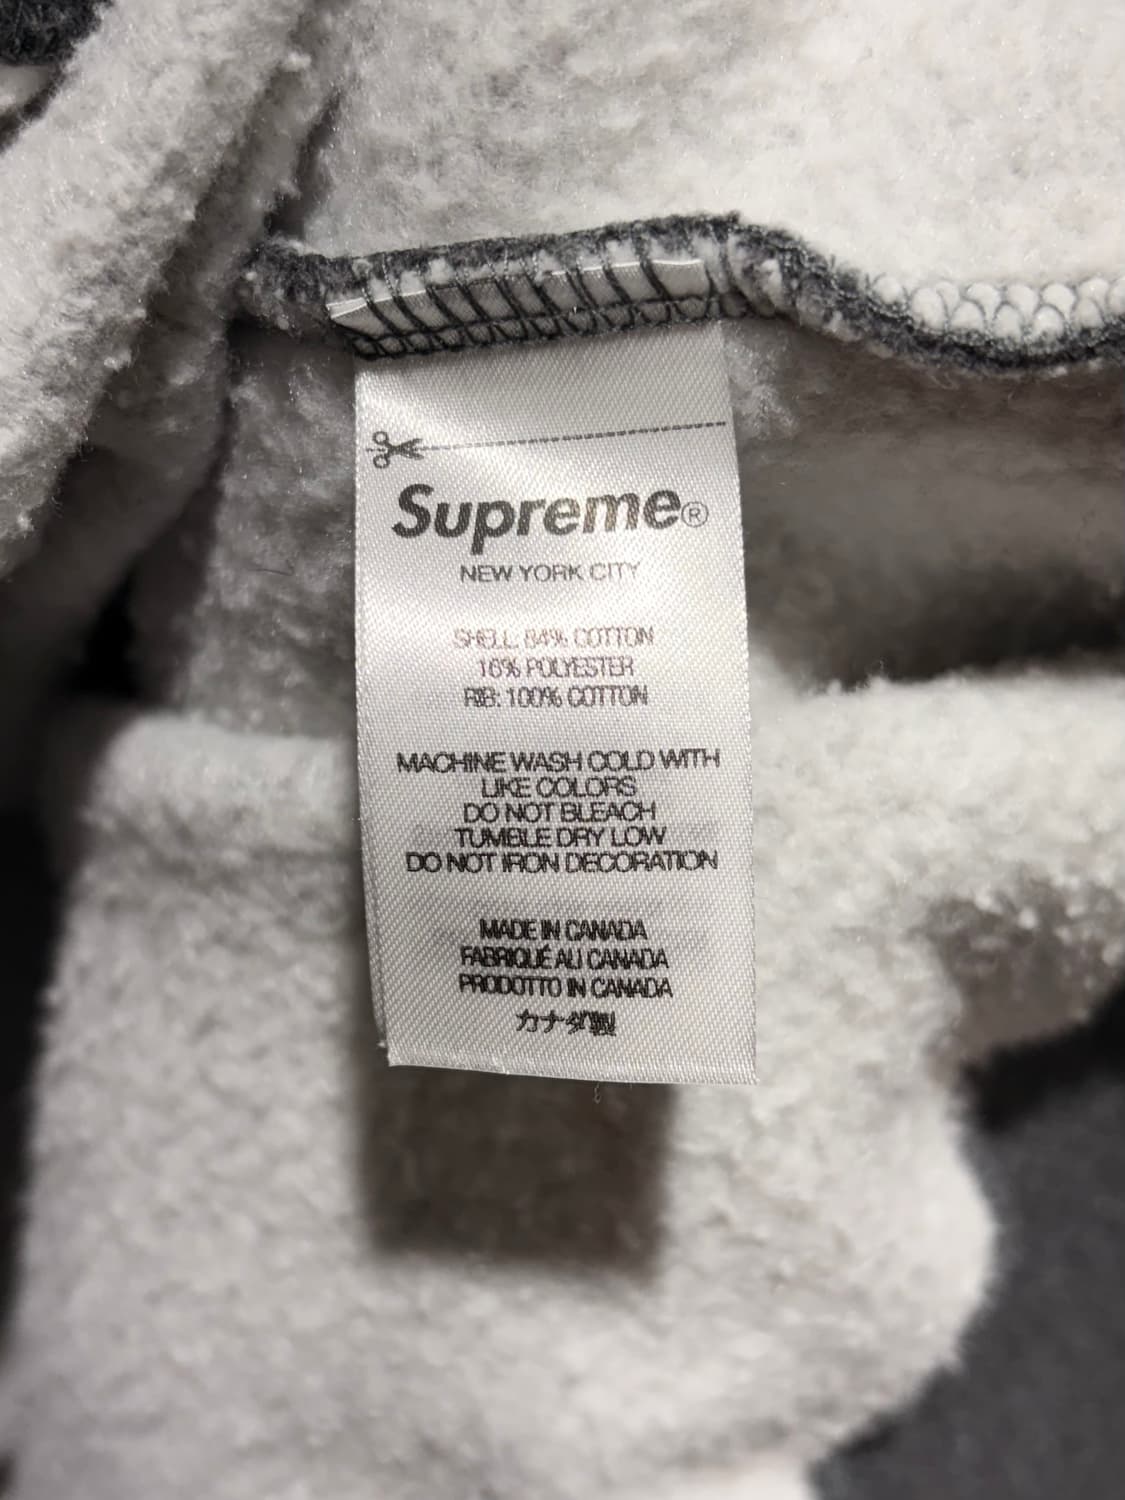 Supreme®
NEW YORK CITY
SHELL: 84% COTTON
16% POLYESTER
RIB: 100% COTTON
MACHINE WASH COLD WITH
LIKE COLORS
DO NOT BLEACH
TUMBLE DRY LOW
DO NOT IRON DECORATION
MADE IN CANADA
FABRIQUÉ AU CANADA
PRODOTTO IN CANADA
カナダ製